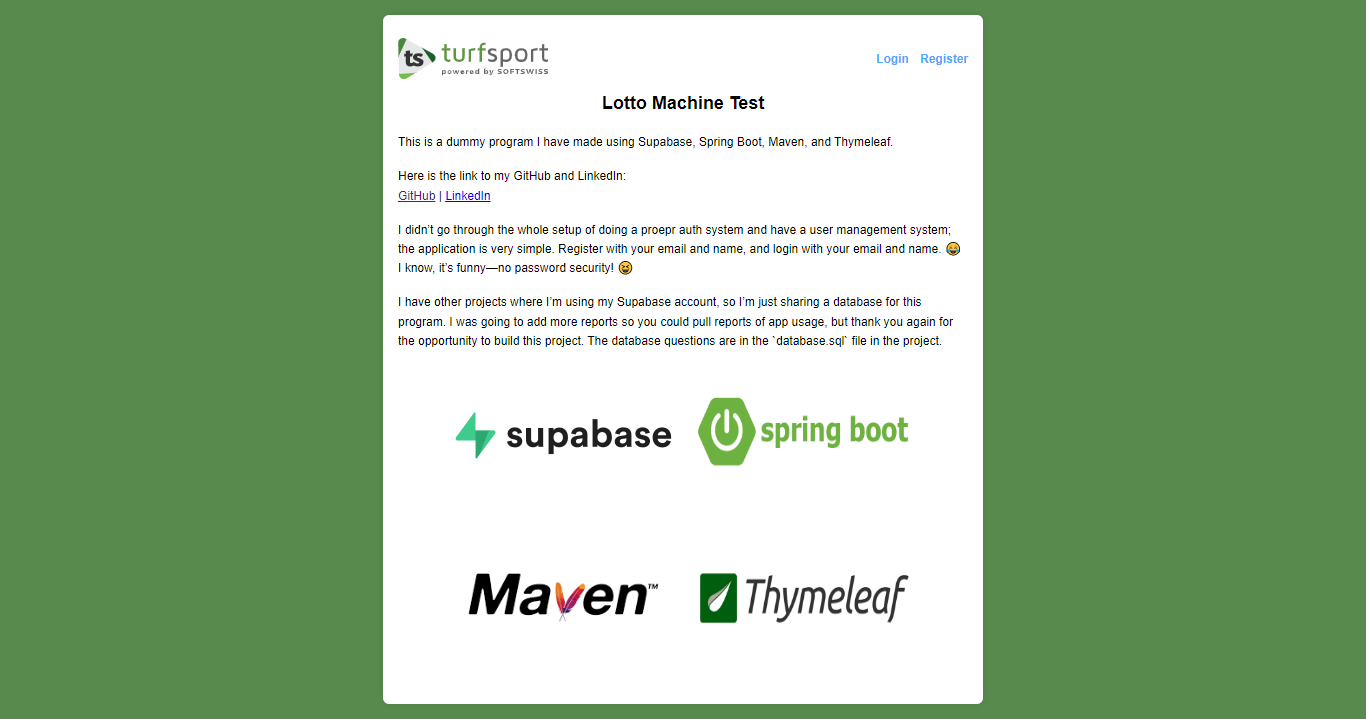 ts turfsport
powered by SOFTSWISS
Login Register
Lotto Machine Test
This is a dummy program I have made using Supabase, Spring Boot, Maven, and Thymeleaf.
Here is the link to my GitHub and LinkedIn:
GitHub | LinkedIn
I didn’t go through the whole setup of doing a proepr auth system and have a user management system;
the application is very simple. Register with your email and name, and login with your email and name. 😂
I know, it’s funny—no password security! 😆
I have other projects where I’m using my Supabase account, so I’m just sharing a database for this
program. I was going to add more reports so you could pull reports of app usage, but thank you again for
the opportunity to build this project. The database questions are in the `database.sql` file in the project.
supabase
spring boot
Maven™
Thymeleaf